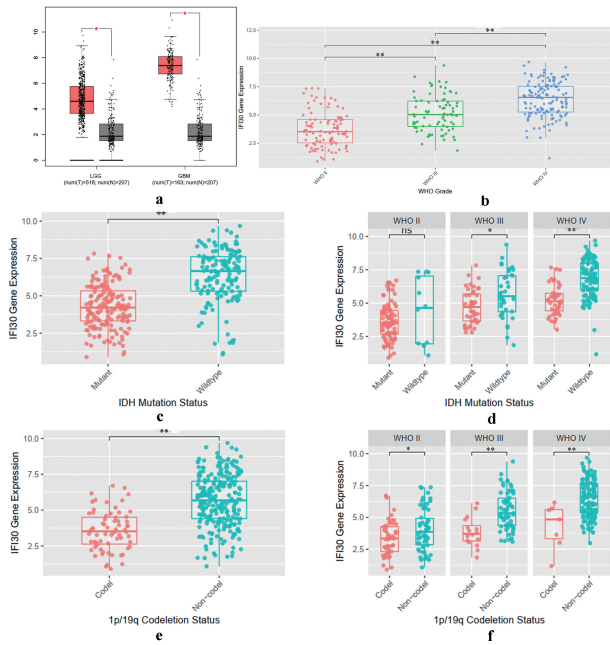 10
8
6
4
2
0
*
*
LGG
(num(T)=518; num(N)=207)
GBM
(num(T)=163; num(N)=207)
a
IFI30 Gene Expression
12.5
10.0
7.5
5.0
2.5
**
**
**
WHO II
WHO III
WHO IV
WHO Grade
b
IFI30 Gene Expression
10.0
7.5
5.0
2.5
**
Mutant
Wildtype
IDH Mutation Status
c
IFI30 Gene Expression
10.0
7.5
5.0
2.5
WHO II
WHO III
WHO IV
ns
*
**
Mutant
Wildtype
Mutant
Wildtype
Mutant
Wildtype
IDH Mutation Status
d
IFI30 Gene Expression
10.0
7.5
5.0
2.5
**
Codel
Non-codel
1p/19q Codeletion Status
e
IFI30 Gene Expression
10.0
7.5
5.0
2.5
WHO II
WHO III
WHO IV
*
**
**
Codel
Non-codel
Codel
Non-codel
Codel
Non-codel
1p/19q Codeletion Status
f